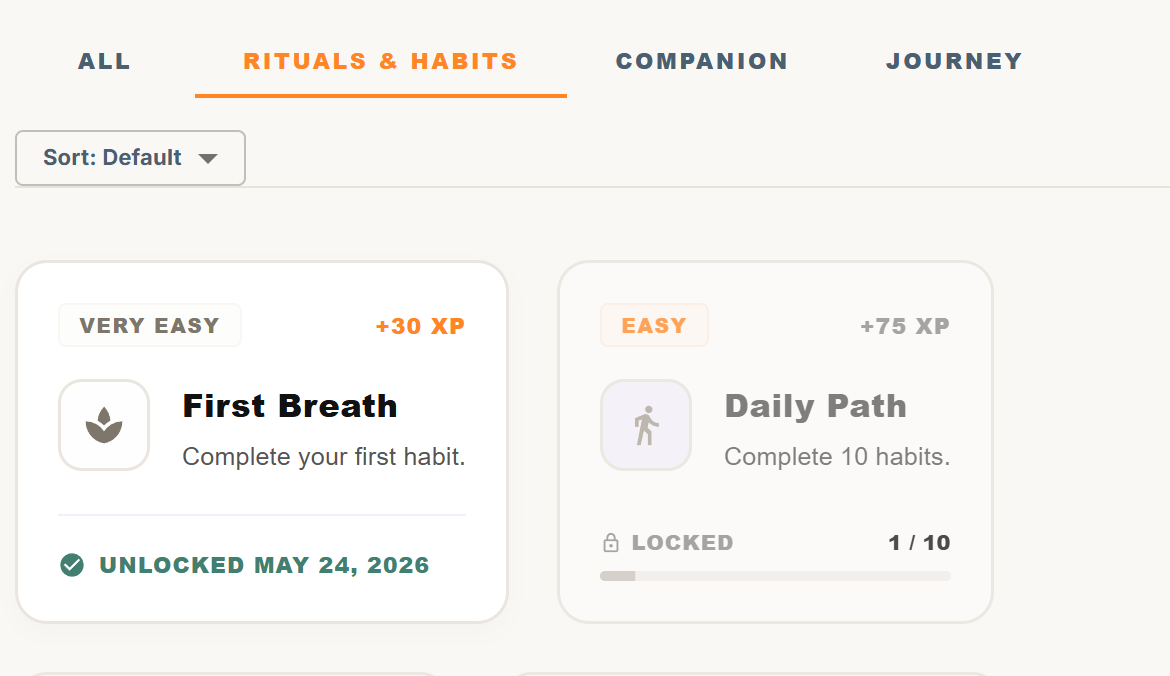 ALL
RITUALS & HABITS
COMPANION
JOURNEY
Sort: Default
VERY EASY
+30 XP
First Breath
Complete your first habit.
UNLOCKED MAY 24, 2026
EASY
+75 XP
Daily Path
Complete 10 habits.
LOCKED
1 / 10